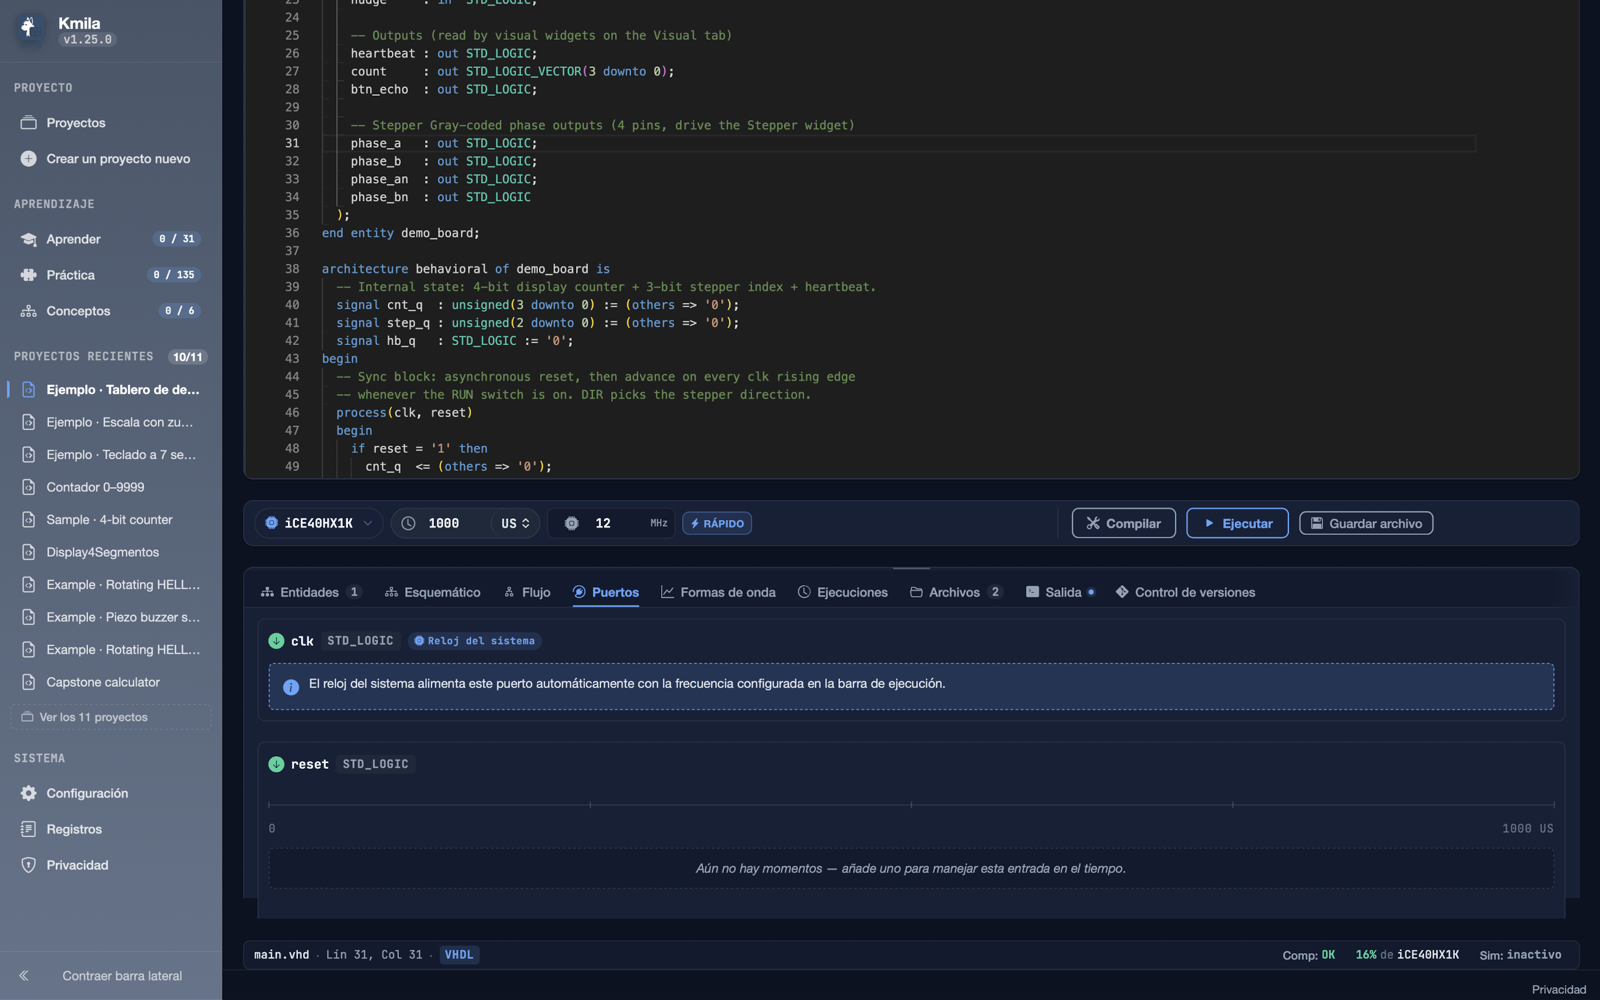 Kmila
v1.25.0
PROYECTO
Proyectos
Crear un proyecto nuevo
APRENDIZAJE
Aprender 0 / 31
Práctica 0 / 135
Conceptos 0 / 6
PROYECTOS RECIENTES 10/11
Ejemplo · Tablero de de...
Ejemplo · Escala con zu...
Ejemplo · Teclado a 7 se...
Contador 0–9999
Sample · 4-bit counter
Display4Segmentos
Example · Rotating HELL...
Example · Piezo buzzer s...
Example · Rotating HELL...
Capstone calculator
Ver los 11 proyectos
SISTEMA
Configuración
Registros
Privacidad
Contraer barra lateral
24
25 -- Outputs (read by visual widgets on the Visual tab)
26 heartbeat : out STD_LOGIC;
27 count : out STD_LOGIC_VECTOR(3 downto 0);
28 btn_echo : out STD_LOGIC;
29
30 -- Stepper Gray-coded phase outputs (4 pins, drive the Stepper widget)
31 phase_a : out STD_LOGIC;
32 phase_b : out STD_LOGIC;
33 phase_an : out STD_LOGIC;
34 phase_bn : out STD_LOGIC
35 );
36 end entity demo_board;
37
38 architecture behavioral of demo_board is
39 -- Internal state: 4-bit display counter + 3-bit stepper index + heartbeat.
40 signal cnt_q : unsigned(3 downto 0) := (others => '0');
41 signal step_q : unsigned(2 downto 0) := (others => '0');
42 signal hb_q : STD_LOGIC := '0';
43 begin
44 -- Sync block: asynchronous reset, then advance on every clk rising edge
45 -- whenever the RUN switch is on. DIR picks the stepper direction.
46 process(clk, reset)
47 begin
48 if reset = '1' then
49 cnt_q <= (others => '0');
iCE40HX1K 1000 US 12 MHz RÁPIDO Compilar Ejecutar Guardar archivo
Entidades 1 Esquemático Flujo Puertos Formas de onda Ejecuciones Archivos 2 Salida Control de versiones
clk STD_LOGIC Reloj del sistema
El reloj del sistema alimenta este puerto automáticamente con la frecuencia configurada en la barra de ejecución.
reset STD_LOGIC
0 1000 US
Aún no hay momentos — añade uno para manejar esta entrada en el tiempo.
main.vhd · Lín 31, Col 31 · VHDL Comp: OK 16% de iCE40HX1K Sim: inactivo
Privacidad